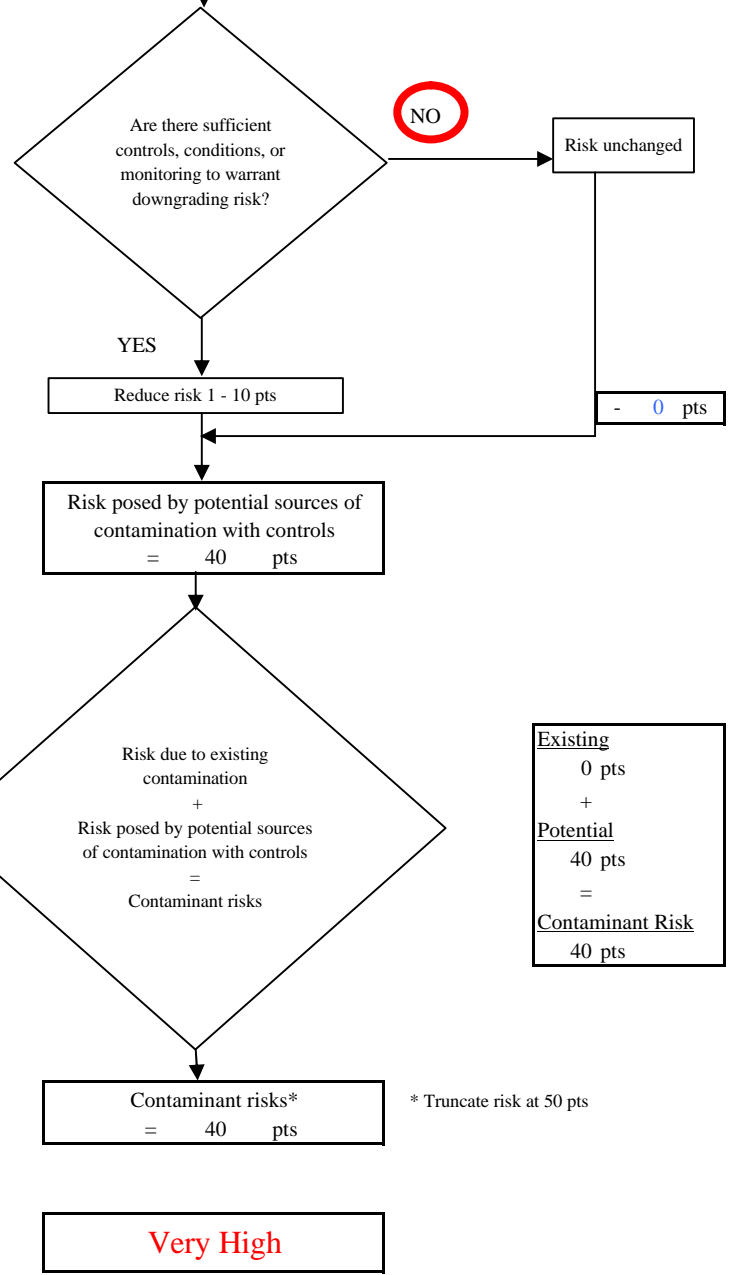 Are there sufficient
controls, conditions, or
monitoring to warrant
downgrading risk?
NO
Risk unchanged
YES
Reduce risk 1 - 10 pts
- 0 pts
Risk posed by potential sources of
contamination with controls
= 40 pts
Risk due to existing
contamination
+
Risk posed by potential sources
of contamination with controls
=
Contaminant risks
Existing
0 pts
+
Potential
40 pts
=
Contaminant Risk
40 pts
Contaminant risks*
= 40 pts
* Truncate risk at 50 pts
Very High